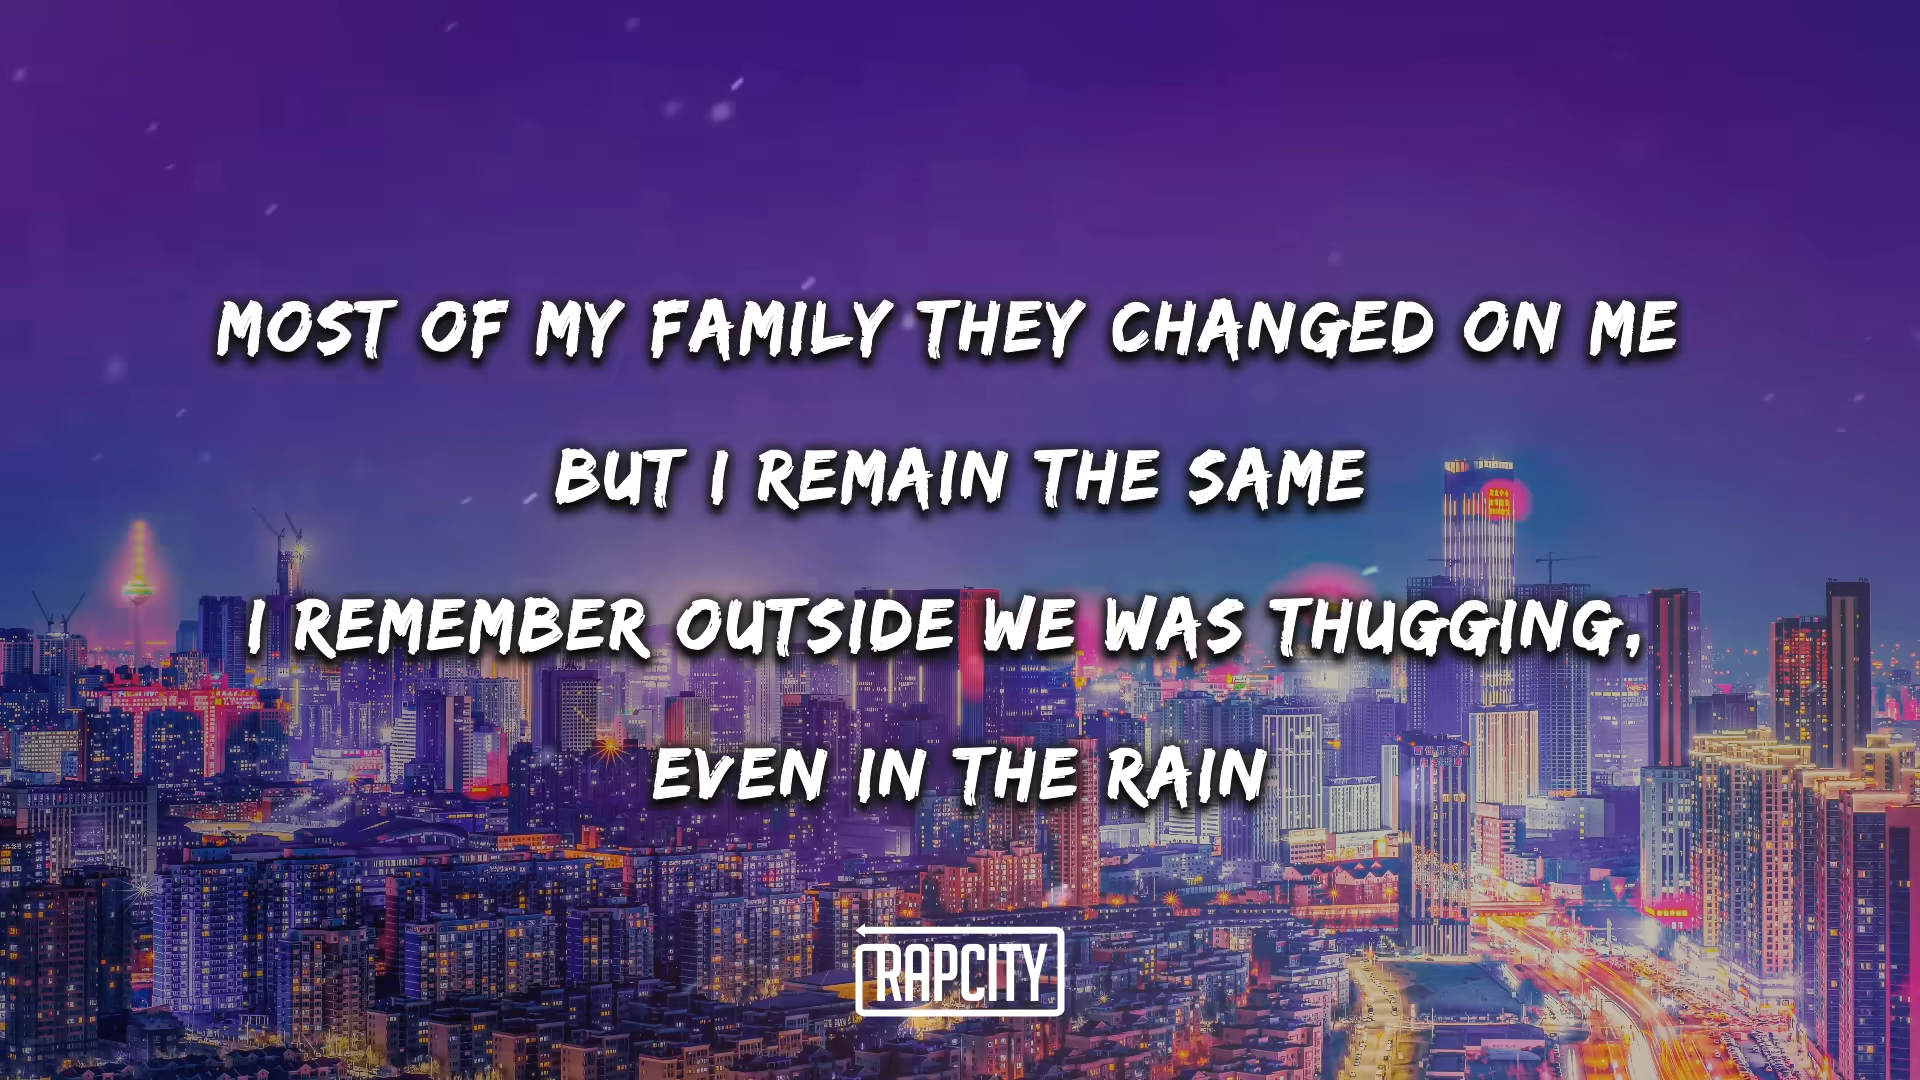 MOST OF MY FAMILY THEY CHANGED ON ME
BUT I REMAIN THE SAME
I REMEMBER OUTSIDE WE WAS THUGGING,
EVEN IN THE RAIN
RAPCITY